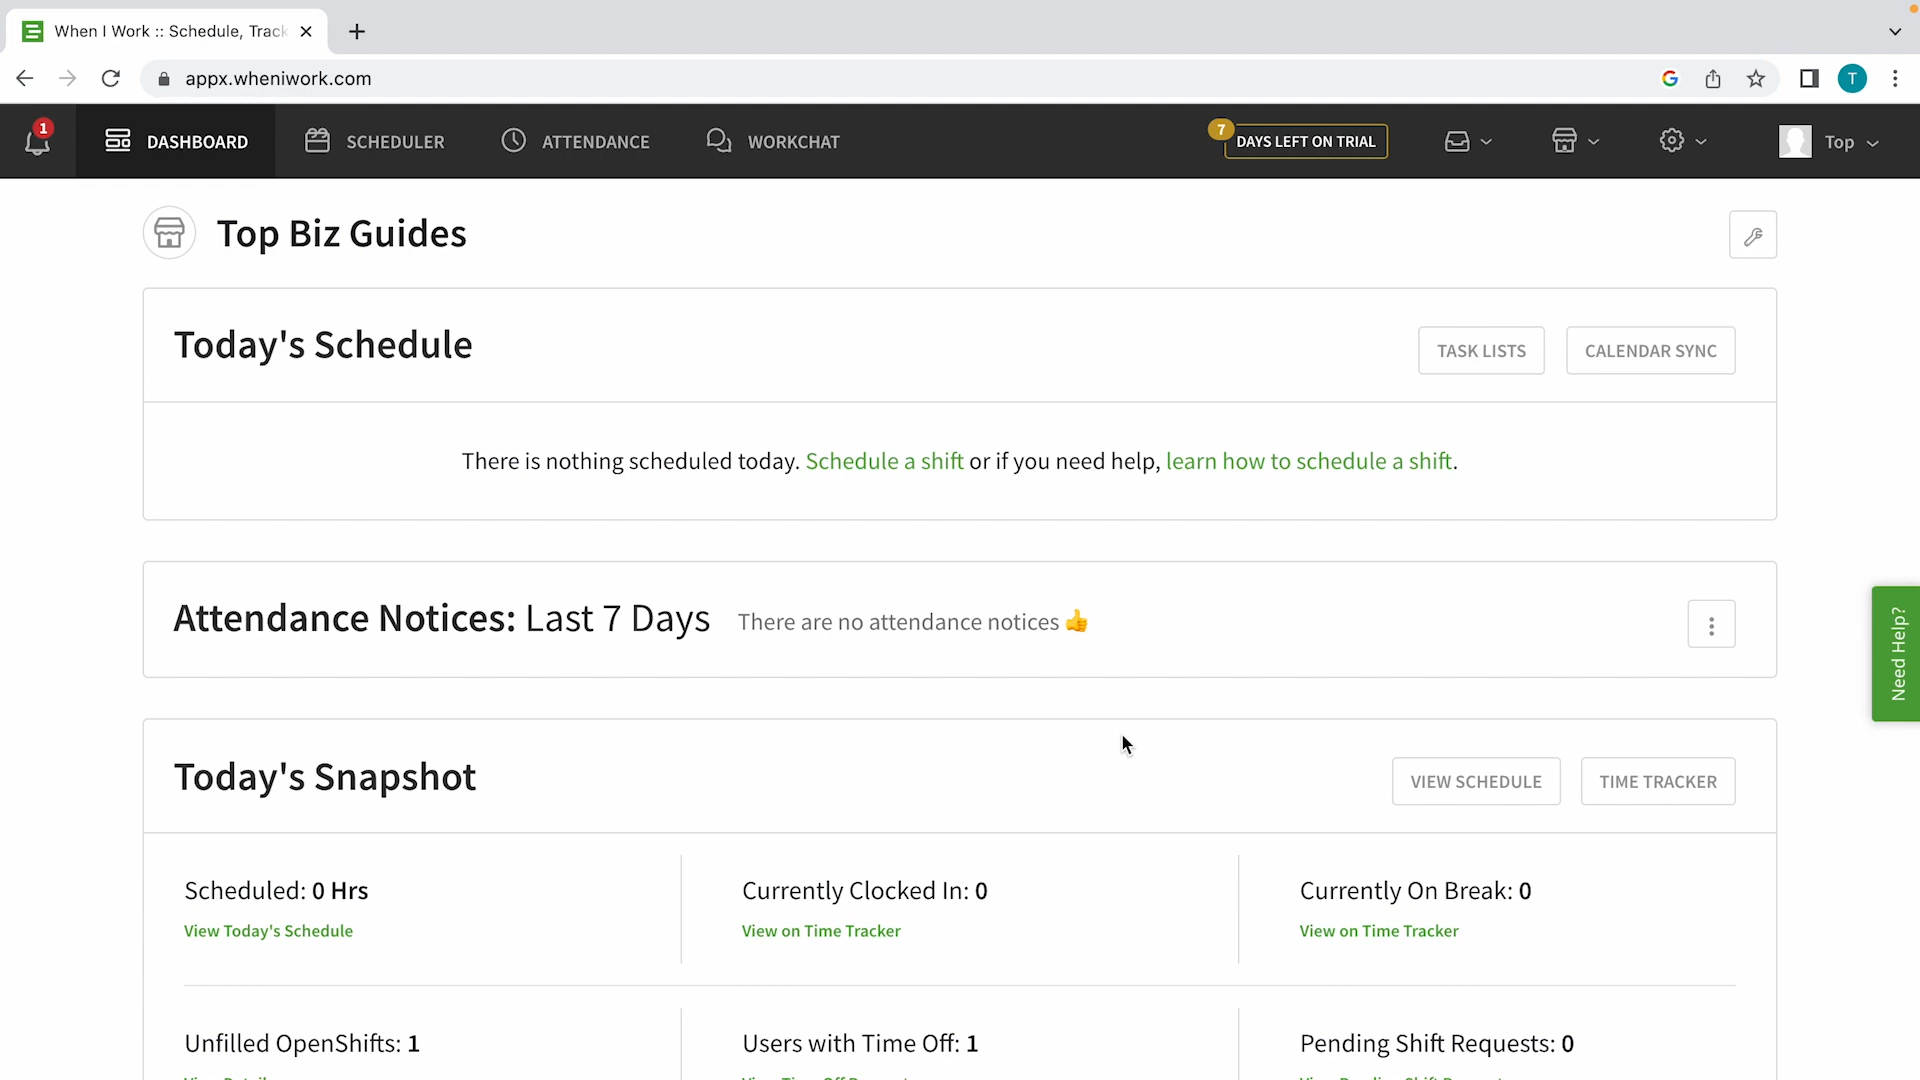 When I Work :: Schedule, Track
appx.wheniwork.com
T
1
DASHBOARD
SCHEDULER
ATTENDANCE
WORKCHAT
7
DAYS LEFT ON TRIAL
Top
Top Biz Guides
Today's Schedule
TASK LISTS
CALENDAR SYNC
There is nothing scheduled today. Schedule a shift or if you need help, learn how to schedule a shift.
Attendance Notices: Last 7 Days There are no attendance notices 👍
Need Help?
Today's Snapshot
VIEW SCHEDULE
TIME TRACKER
Scheduled: 0 Hrs
View Today's Schedule
Currently Clocked In: 0
View on Time Tracker
Currently On Break: 0
View on Time Tracker
Unfilled OpenShifts: 1
Users with Time Off: 1
Pending Shift Requests: 0